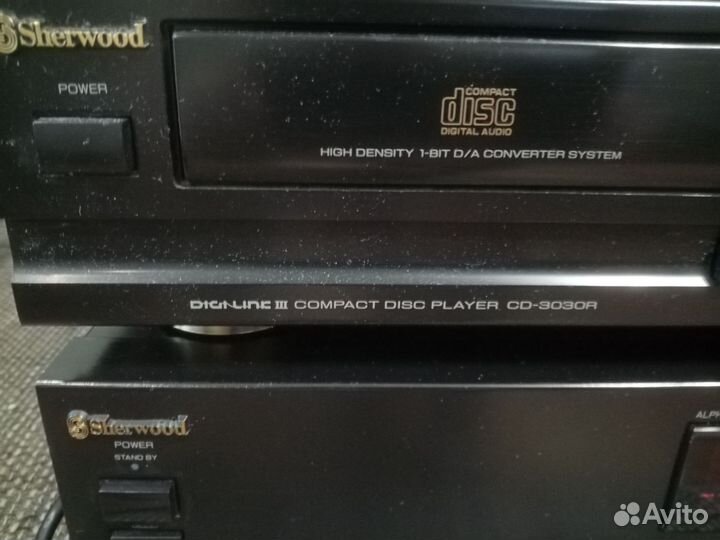 Sherwood
POWER
COMPACT
disc
DIGITAL AUDIO
HIGH DENSITY 1-BIT D/A CONVERTER SYSTEM
DIGI-LINK III COMPACT DISC PLAYER CD-3030R
Sherwood
POWER
STAND BY
ALPH
Avito